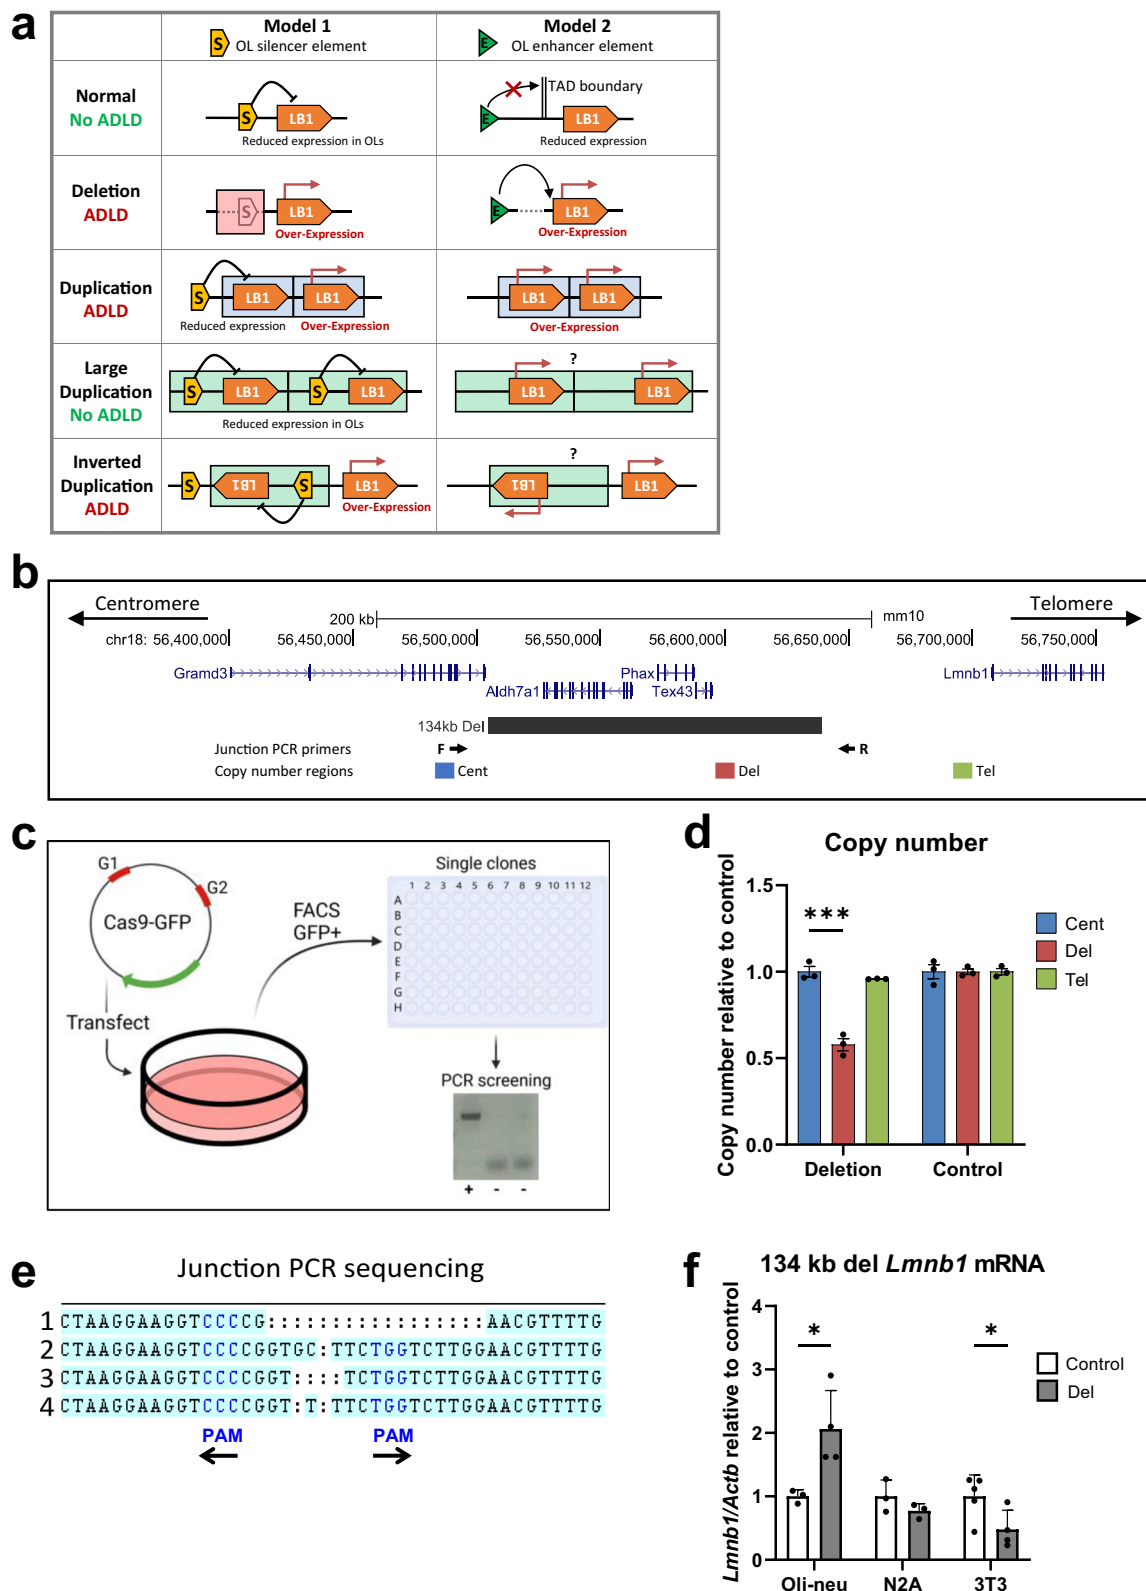 a
Model 1
S OL silencer element
Model 2
E OL enhancer element
Normal
No ADLD
S
LB1
Reduced expression in OLs
TAD boundary
E
LB1
Reduced expression
Deletion
ADLD
S
LB1
Over-Expression
E
LB1
Over-Expression
Duplication
ADLD
S
LB1
LB1
Reduced expression
Over-Expression
LB1
LB1
Over-Expression
Large
Duplication
No ADLD
S
LB1
S
LB1
Reduced expression in OLs
?
LB1
LB1
Inverted
Duplication
ADLD
S
LB1
S
LB1
Over-Expression
?
LB1
LB1
b
Centromere
Telomere
200 kb
mm10
chr18: 56,400,000 56,450,000 56,500,000 56,550,000 56,600,000 56,650,000 56,700,000 56,750,000
Gramd3
Phax
Lmnb1
Aldh7a1
Tex43
134kb Del
Junction PCR primers F R
Copy number regions Cent Del Tel
c
G1
G2
Cas9-GFP
Transfect
FACS
GFP+
Single clones
1 2 3 4 5 6 7 8 9 10 11 12
A
B
C
D
E
F
G
H
PCR screening
+ - -
d
Copy number
Copy number relative to control
1.5
1.0
0.5
0.0
***
Deletion
Control
Cent
Del
Tel
e
Junction PCR sequencing
1 CTAAGGAAGGTCCCCG:::::::::::::::::AACGTTTTG
2 CTAAGGAAGGTCCCCGGTGC:TTCTGGTCTTGGAACGTTTTG
3 CTAAGGAAGGTCCCCGGT::::TCTGGTCTTGGAACGTTTTG
4 CTAAGGAAGGTCCCCGGT:T:TTCTGGTCTTGGAACGTTTTG
PAM PAM
f
134 kb del Lmnb1 mRNA
Lmnb1/Actb relative to control
4
3
2
1
0
*
*
Oli-neu
N2A
3T3
Control
Del